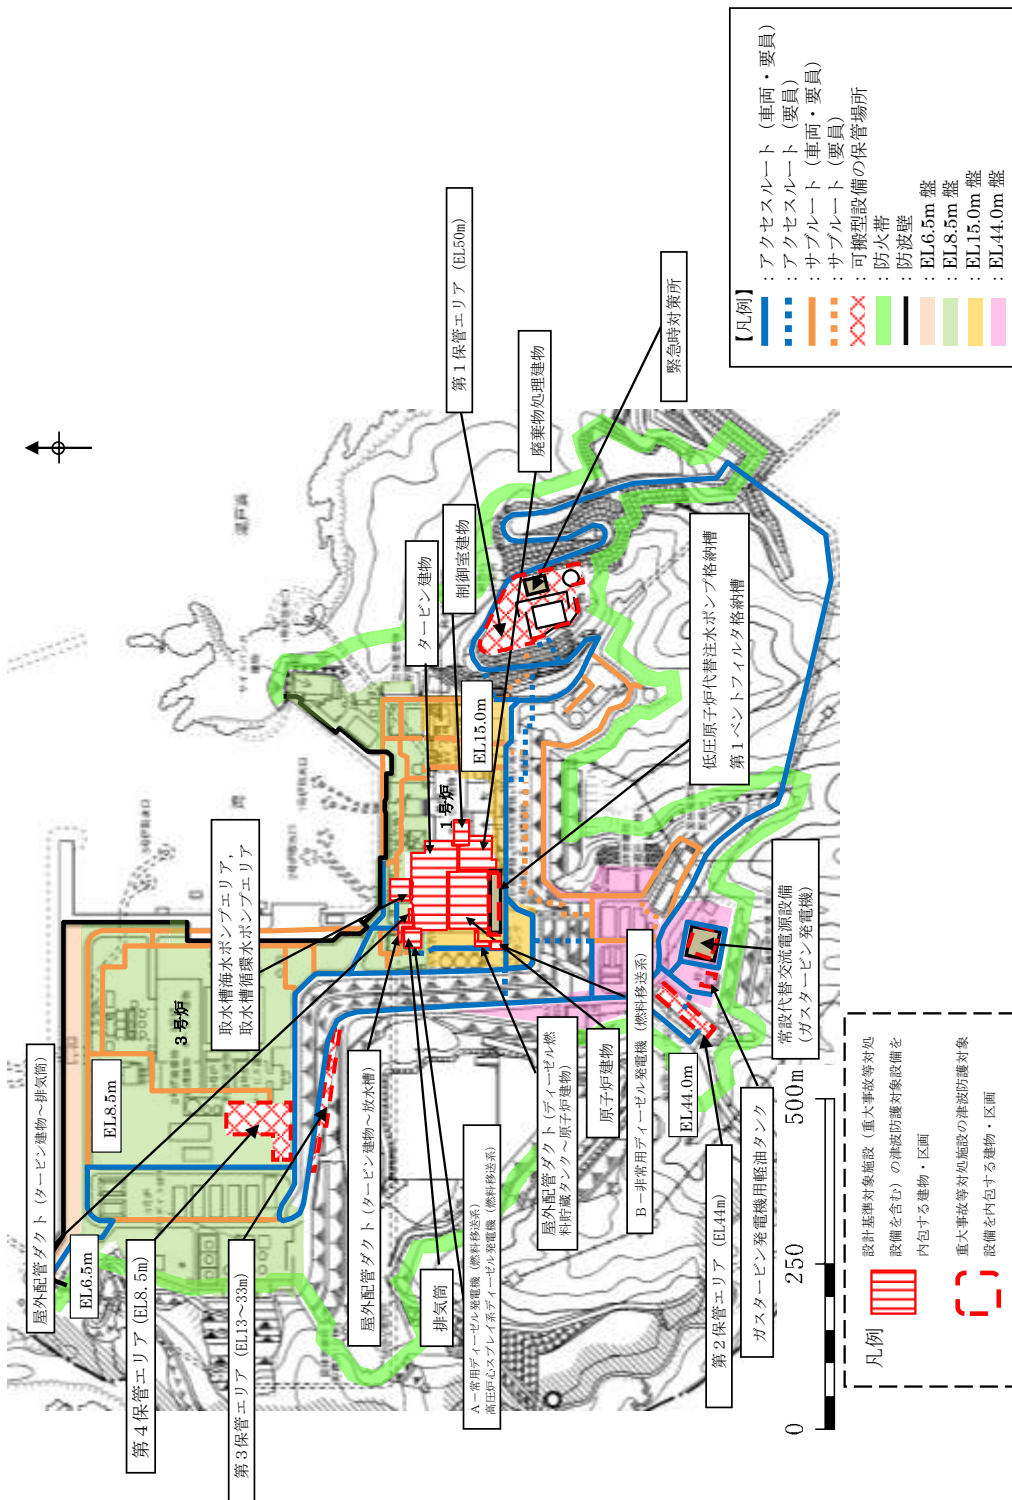 屋外配管ダクト（タービン建物～排気筒）
EL6.5m
EL8.5m
第４保管エリア（EL8.5m）
第３保管エリア（EL13～33m）
３号炉
取水槽海水ポンプエリア，
取水槽循環水ポンプエリア
屋外配管ダクト（タービン建物～放水槽）
排気筒
Ａ－常用ディーゼル発電機（燃料移送系）
高圧炉心スプレイ系ディーゼル発電機（燃料移送系）
タービン建物
制御室建物
第１保管エリア（EL50m）
廃棄物処理建物
緊急時対策所
EL15.0m
１号炉
屋外配管ダクト（ディーゼル燃
料貯蔵タンク～原子炉建物）
原子炉建物
Ｂ－非常用ディーゼル発電機（燃料移送系）
低圧原子炉代替注水ポンプ格納槽
第１ベントフィルタ格納槽
EL44.0m
第２保管エリア（EL44m）
ガスタービン発電機用軽油タンク
常設代替交流電源設備
（ガスタービン発電機）
0
250
500m
【凡例】
：アクセスルート（車両・要員）
：アクセスルート（要員）
：サブルート（車両・要員）
：サブルート（要員）
：可搬型設備の保管場所
：防火帯
：防波壁
：EL6.5m 盤
：EL8.5m 盤
：EL15.0m 盤
：EL44.0m 盤
凡例
設計基準対象施設（重大事故等対処
設備を含む）の津波防護対象設備を
内包する建物・区画
重大事故等対処施設の津波防護対象
設備を内包する建物・区画